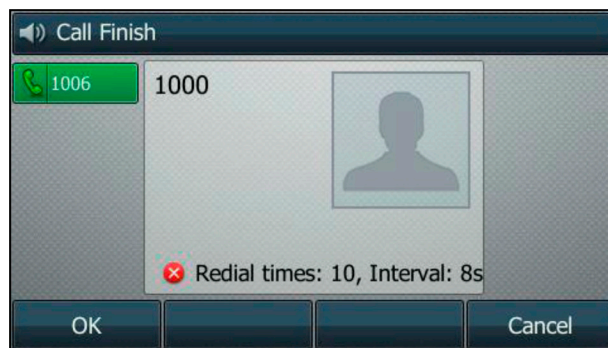 Call Finish
1006
1000
Redial times: 10, Interval: 8s
OK
Cancel